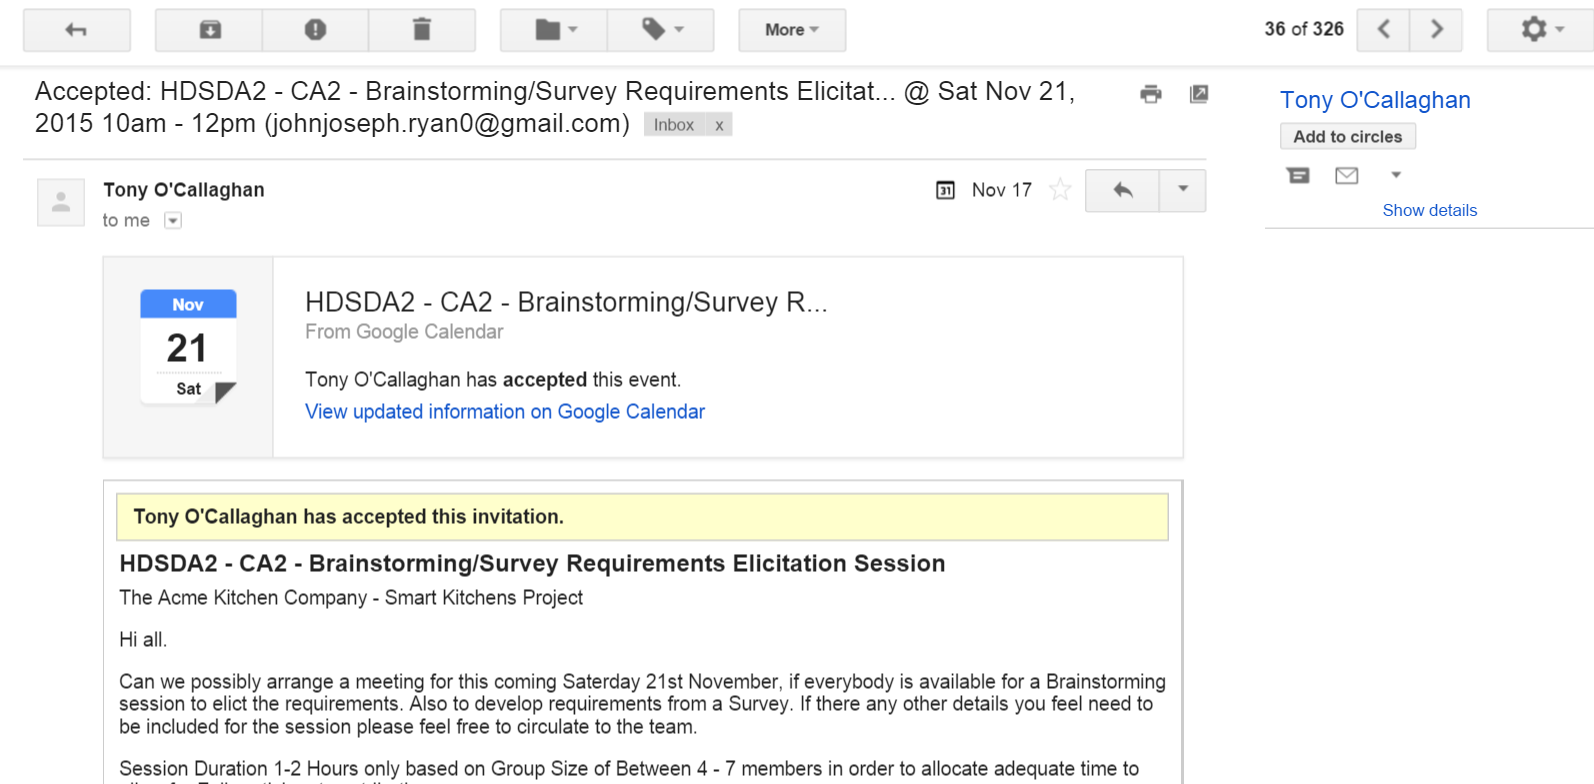 More
36 of 326
Accepted: HDSDA2 - CA2 - Brainstorming/Survey Requirements Elicitat... @ Sat Nov 21,
2015 10am - 12pm (johnjoseph.ryan0@gmail.com) Inbox x
Tony O'Callaghan
Add to circles
Show details
Tony O'Callaghan
31 Nov 17
to me
Nov
21
Sat
HDSDA2 - CA2 - Brainstorming/Survey R...
From Google Calendar
Tony O'Callaghan has accepted this event.
View updated information on Google Calendar
Tony O'Callaghan has accepted this invitation.
HDSDA2 - CA2 - Brainstorming/Survey Requirements Elicitation Session
The Acme Kitchen Company - Smart Kitchens Project
Hi all.
Can we possibly arrange a meeting for this coming Saterday 21st November, if everybody is available for a Brainstorming
session to elict the requirements. Also to develop requirements from a Survey. If there any other details you feel need to
be included for the session please feel free to circulate to the team.
Session Duration 1-2 Hours only based on Group Size of Between 4 - 7 members in order to allocate adequate time to